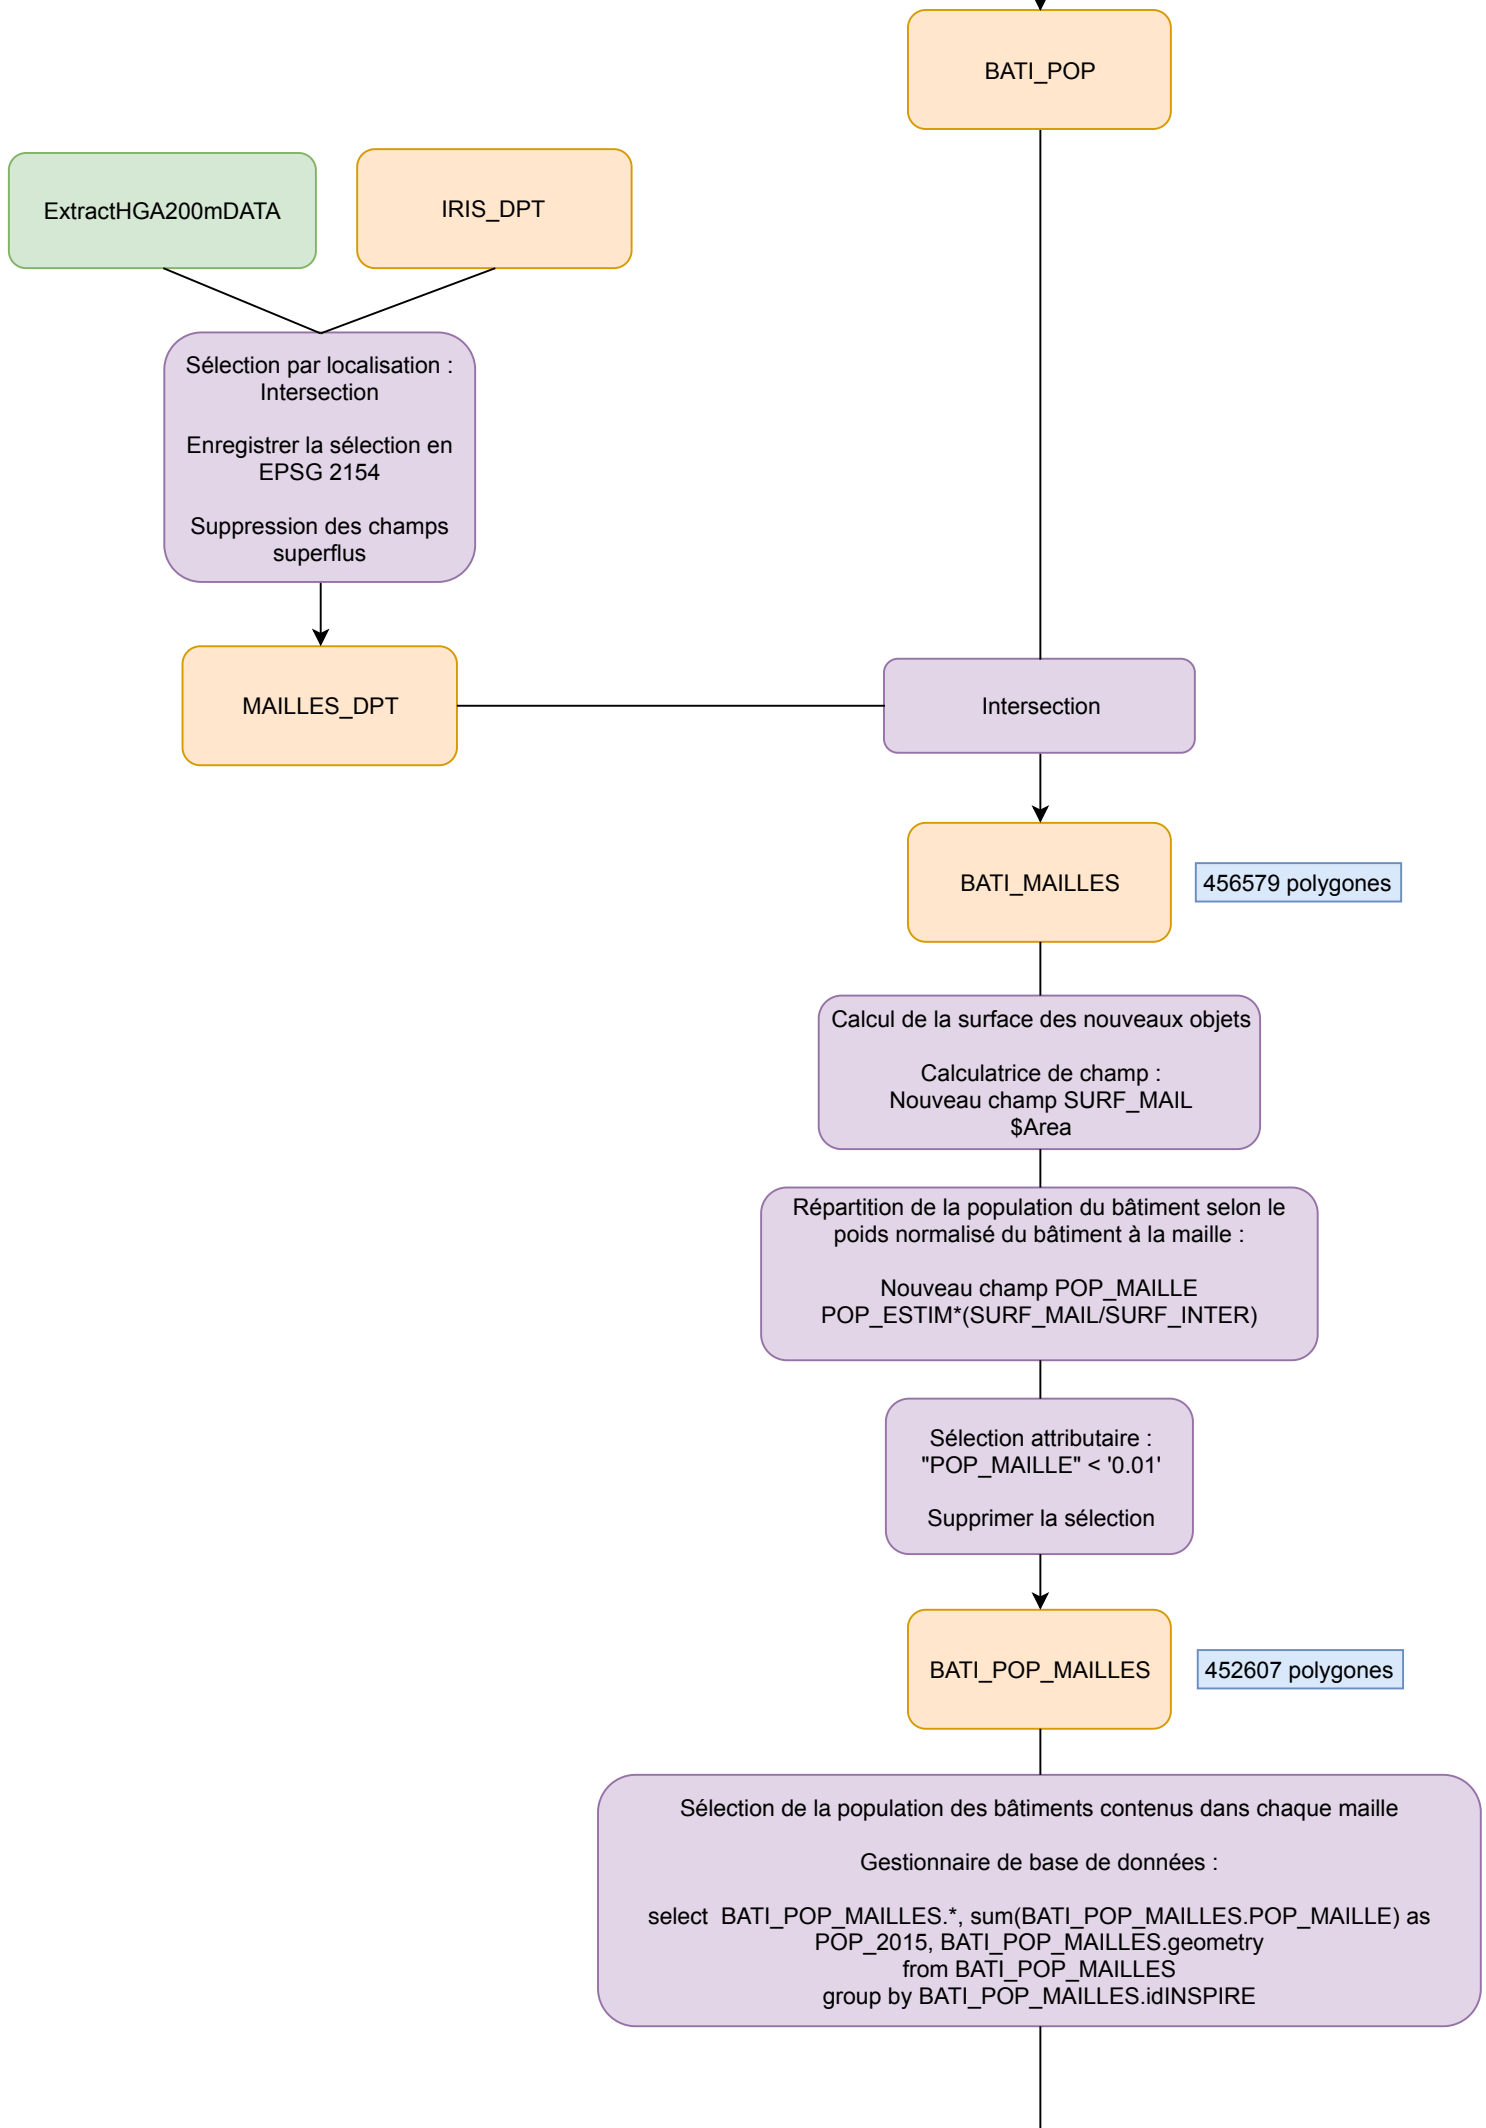 BATI_POP
ExtractHGA200mDATA
IRIS_DPT
Sélection par localisation :
Intersection
Enregistrer la sélection en
EPSG 2154
Suppression des champs
superflus
MAILLES_DPT
Intersection
BATI_MAILLES
456579 polygones
Calcul de la surface des nouveaux objets
Calculatrice de champ :
Nouveau champ SURF_MAIL
$Area
Répartition de la population du bâtiment selon le
poids normalisé du bâtiment à la maille :
Nouveau champ POP_MAILLE
POP_ESTIM*(SURF_MAIL/SURF_INTER)
Sélection attributaire :
"POP_MAILLE" < '0.01'
Supprimer la sélection
BATI_POP_MAILLES
452607 polygones
Sélection de la population des bâtiments contenus dans chaque maille
Gestionnaire de base de données :
select  BATI_POP_MAILLES.*, sum(BATI_POP_MAILLES.POP_MAILLE) as
POP_2015, BATI_POP_MAILLES.geometry
from BATI_POP_MAILLES
group by BATI_POP_MAILLES.idINSPIRE